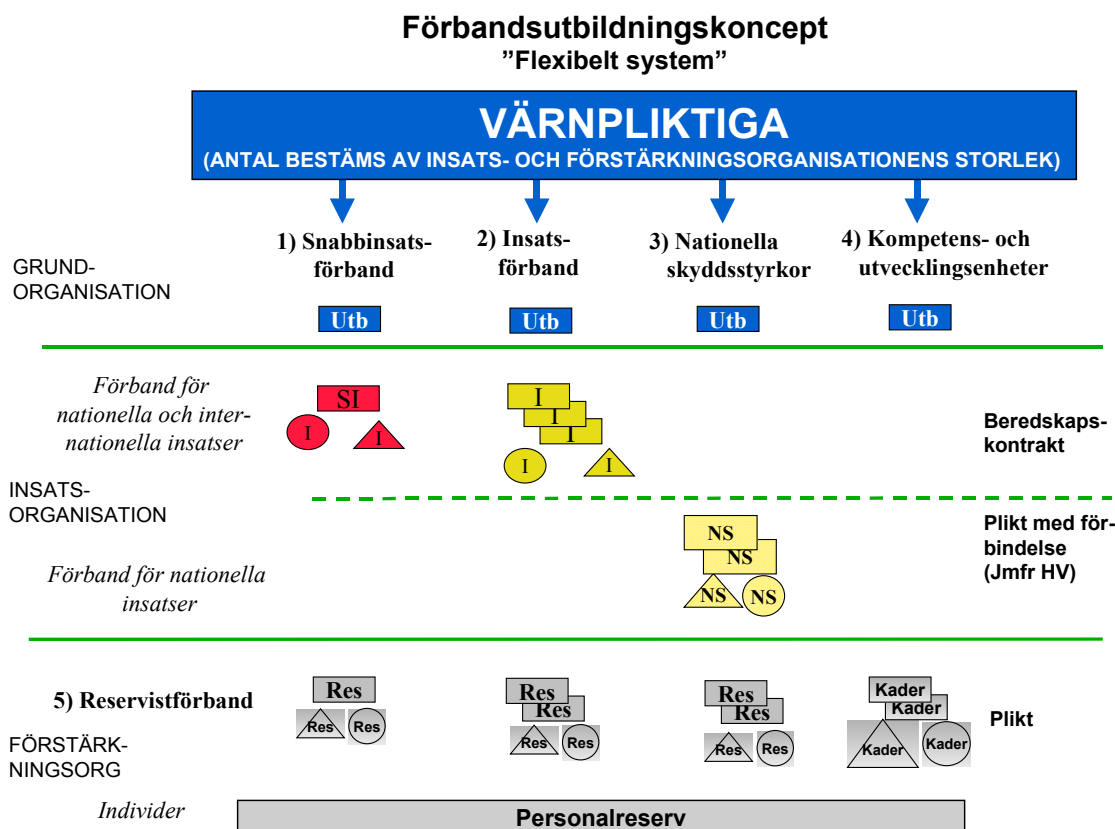 Förbandsutbildningskoncept
”Flexibelt system”
VÄRNPLIKTIGA
(ANTAL BESTÄMS AV INSATS- OCH FÖRSTÄRKNINGSORGANISATIONENS STORLEK)
1) Snabbinsats-
förband
2) Insats-
förband
3) Nationella
skyddsstyrkor
4) Kompetens- och
utvecklingsenheter
GRUND-
ORGANISATION
Utb
Utb
Utb
Utb
Förband för
nationella och inter-
nationella insatser
SI
I
I
I
I
I
I
I
Beredskaps-
kontrakt
INSATS-
ORGANISATION
Förband för nationella
insatser
NS
NS
NS
NS
Plikt med för-
bindelse
(Jmfr HV)
5) Reservistförband
Res
Res
Res
Res
Res
Res
Res
Res
Res
Res
Res
Kader
Kader
Kader
Kader
Plikt
FÖRSTÄRK-
NINGSORG
Individer
Personalreserv